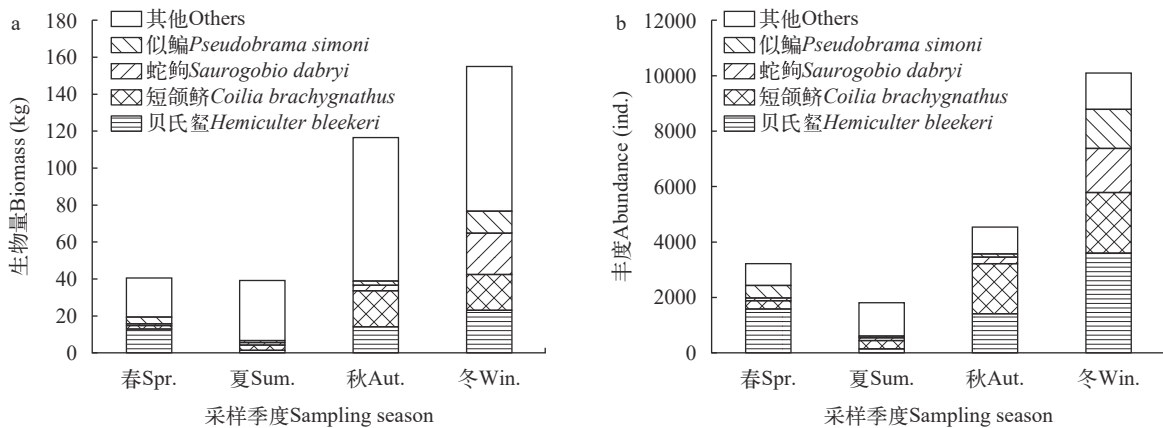 a
生物量Biomass (kg)
180
160
140
120
100
80
60
40
20
0
其他Others
似鳊Pseudobrama simoni
蛇鮈Saurogobio dabryi
短颌鲚Coilia brachygnathus
贝氏䱗Hemiculter bleekeri
春Spr.
夏Sum.
秋Aut.
冬Win.
采样季度Sampling season
b
丰度Abundance (ind.)
12000
10000
8000
6000
4000
2000
0
其他Others
似鳊Pseudobrama simoni
蛇鮈Saurogobio dabryi
短颌鲚Coilia brachygnathus
贝氏䱗Hemiculter bleekeri
春Spr.
夏Sum.
秋Aut.
冬Win.
采样季度Sampling season